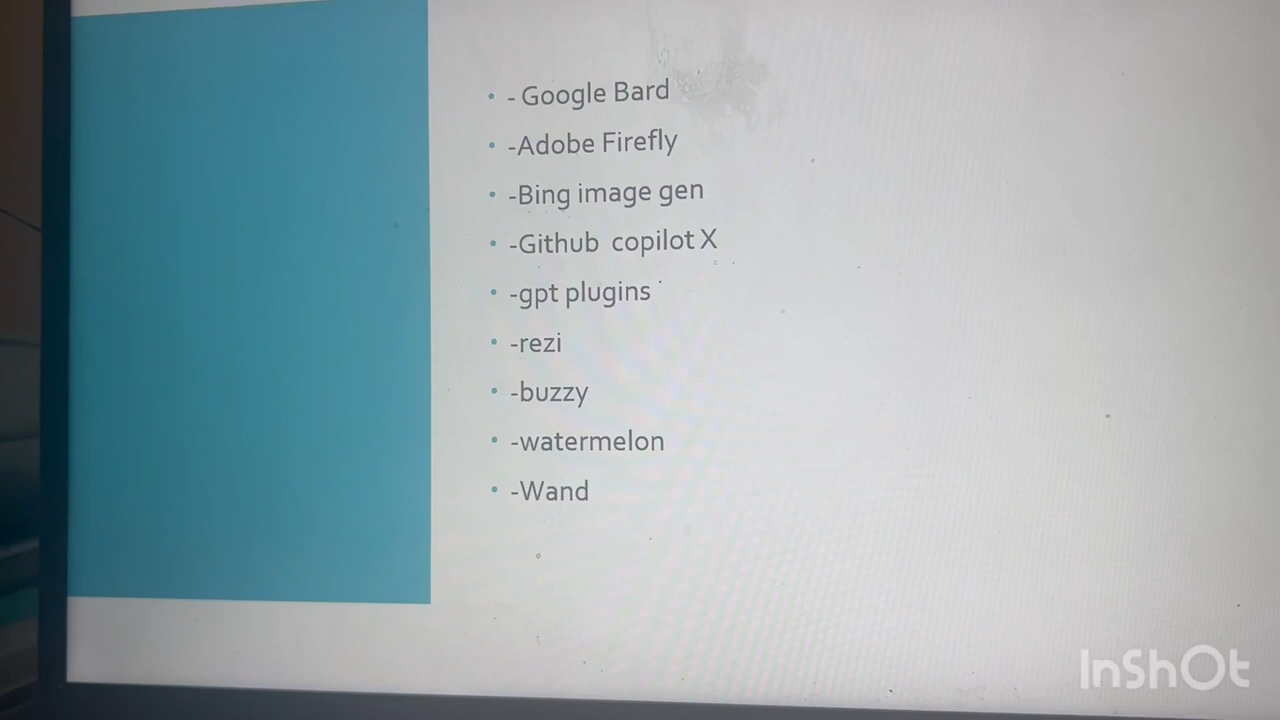 • - Google Bard
• -Adobe Firefly
• -Bing image gen
• -Github copilot X
• -gpt plugins
• -rezi
• -buzzy
• -watermelon
• -Wand
InShOt